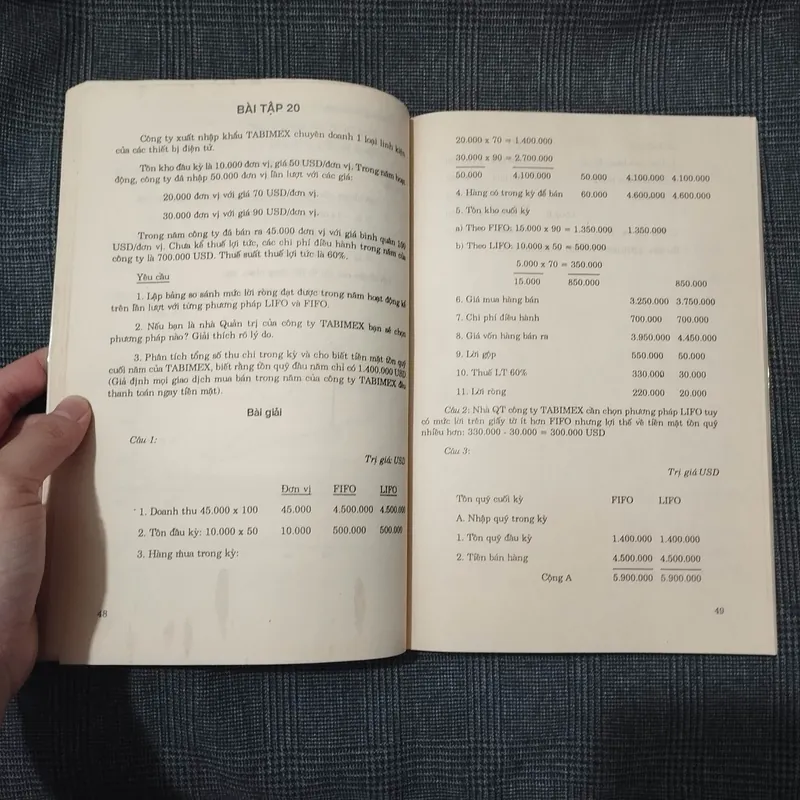 BÀI TẬP 20
Công ty xuất nhập khẩu TABIMEX chuyên doanh 1 loại linh kiện
của các thiết bị điện tử.
Tồn kho đầu kỳ là 10.000 đơn vị, giá 50 USD/đơn vị. Trong năm hoạt
động, công ty đã nhập 50.000 đơn vị lần lượt với các giá:
20.000 đơn vị với giá 70 USD/đơn vị.
30.000 đơn vị với giá 90 USD/đơn vị.
Trong năm công ty đã bán ra 45.000 đơn vị với giá bình quân 100
USD/đơn vị. Chưa kể thuế lợi tức, các chi phí điều hành trong năm của
công ty là 700.000 USD. Thuế suất thuế lợi tức là 60%.
Yêu cầu
1. Lập bảng so sánh mức lời ròng đạt được trong năm hoạt động kể
trên lần lượt với từng phương pháp LIFO và FIFO.
2. Nếu bạn là nhà Quản trị của công ty TABIMEX bạn sẽ chọn
phương pháp nào? Giải thích rõ lý do.
3. Phân tích tổng số thu chi trong kỳ và cho biết tiền mặt tồn quỹ
cuối năm của TABIMEX, biết rằng tồn quỹ đầu năm chỉ có 1.400.000 USD
(Giả định mọi giao dịch mua bán trong năm của công ty TABIMEX đều
thanh toán ngay tiền mặt).
Bài giải
Câu 1:
Trị giá: USD
Đơn vị FIFO LIFO
1. Doanh thu 45.000 x 100 45.000 4.500.000 4.500.000
2. Tồn đầu kỳ: 10.000 x 50 10.000 500.000 500.000
3. Hàng mua trong kỳ:
48
20.000 x 70 = 1.400.000
30.000 x 90 = 2.700.000
50.000 4.100.000 50.000 4.100.000 4.100.000
4. Hàng có trong kỳ để bán 60.000 4.600.000 4.600.000
5. Tồn kho cuối kỳ
a) Theo FIFO: 15.000 x 90 = 1.350.000 1.350.000
b) Theo LIFO: 10.000 x 50 = 500.000
5.000 x 70 = 350.000
15.000 850.000 850.000
6. Giá mua hàng bán 3.250.000 3.750.000
7. Chi phí điều hành 700.000 700.000
8. Giá vốn hàng bán ra 3.950.000 4.450.000
9. Lời gộp 550.000 50.000
10. Thuế LT 60% 330.000 30.000
11. Lời ròng 220.000 20.000
Câu 2: Nhà QT công ty TABIMEX cần chọn phương pháp LIFO tuy
có mức lời trên giấy từ ít hơn FIFO nhưng lợi thế về tiền mặt tồn quỹ
nhiều hơn: 330.000 - 30.000 = 300.000 USD
Câu 3:
Trị giá USD
Tồn quỹ cuối kỳ FIFO LIFO
A. Nhập quỹ trong kỳ
1. Tồn quỹ đầu kỳ 1.400.000 1.400.000
2. Tiền bán hàng 4.500.000 4.500.000
Cộng A 5.900.000 5.900.000
49